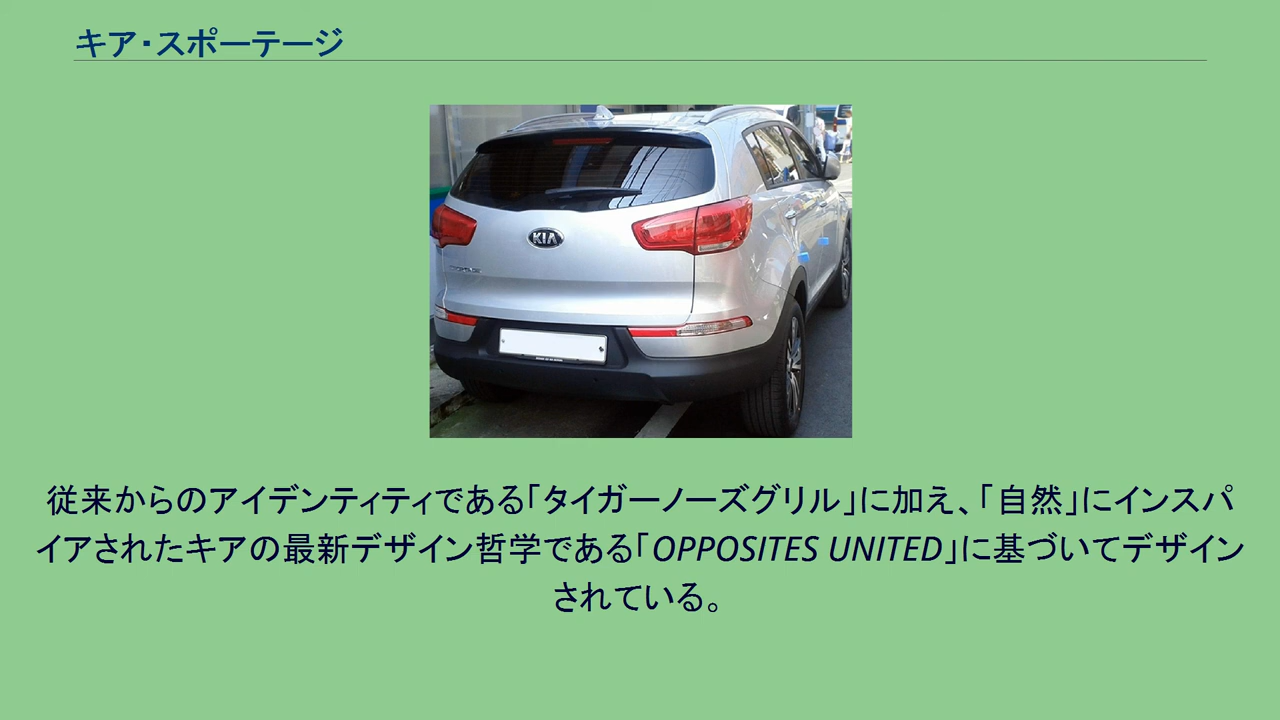 キア・スポーテージ
KIA
従来からのアイデンティティである「タイガーノーズグリル」に加え、「自然」にインスパ
イアされたキアの最新デザイン哲学である「OPPOSITES UNITED」に基づいてデザイン
されている。